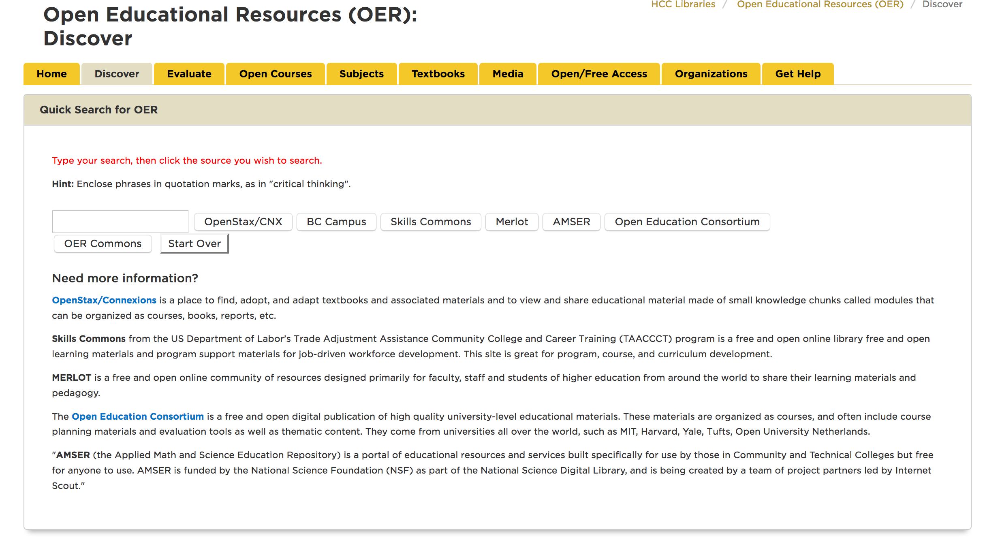 HCC Libraries / Open Educational Resources (OER) / Discover
Open Educational Resources (OER):
Discover
Home Discover Evaluate Open Courses Subjects Textbooks Media Open/Free Access Organizations Get Help
Quick Search for OER
Type your search, then click the source you wish to search.
Hint: Enclose phrases in quotation marks, as in "critical thinking".
OpenStax/CNX BC Campus Skills Commons Merlot AMSER Open Education Consortium
OER Commons Start Over
Need more information?
OpenStax/Connexions is a place to find, adopt, and adapt textbooks and associated materials and to view and share educational material made of small knowledge chunks called modules that
can be organized as courses, books, reports, etc.
Skills Commons from the US Department of Labor’s Trade Adjustment Assistance Community College and Career Training (TAACCCT) program is a free and open online library free and open
learning materials and program support materials for job-driven workforce development. This site is great for program, course, and curriculum development.
MERLOT is a free and open online community of resources designed primarily for faculty, staff and students of higher education from around the world to share their learning materials and
pedagogy.
The Open Education Consortium is a free and open digital publication of high quality university-level educational materials. These materials are organized as courses, and often include course
planning materials and evaluation tools as well as thematic content. They come from universities all over the world, such as MIT, Harvard, Yale, Tufts, Open University Netherlands.
"AMSER (the Applied Math and Science Education Repository) is a portal of educational resources and services built specifically for use by those in Community and Technical Colleges but free
for anyone to use. AMSER is funded by the National Science Foundation (NSF) as part of the National Science Digital Library, and is being created by a team of project partners led by Internet
Scout."